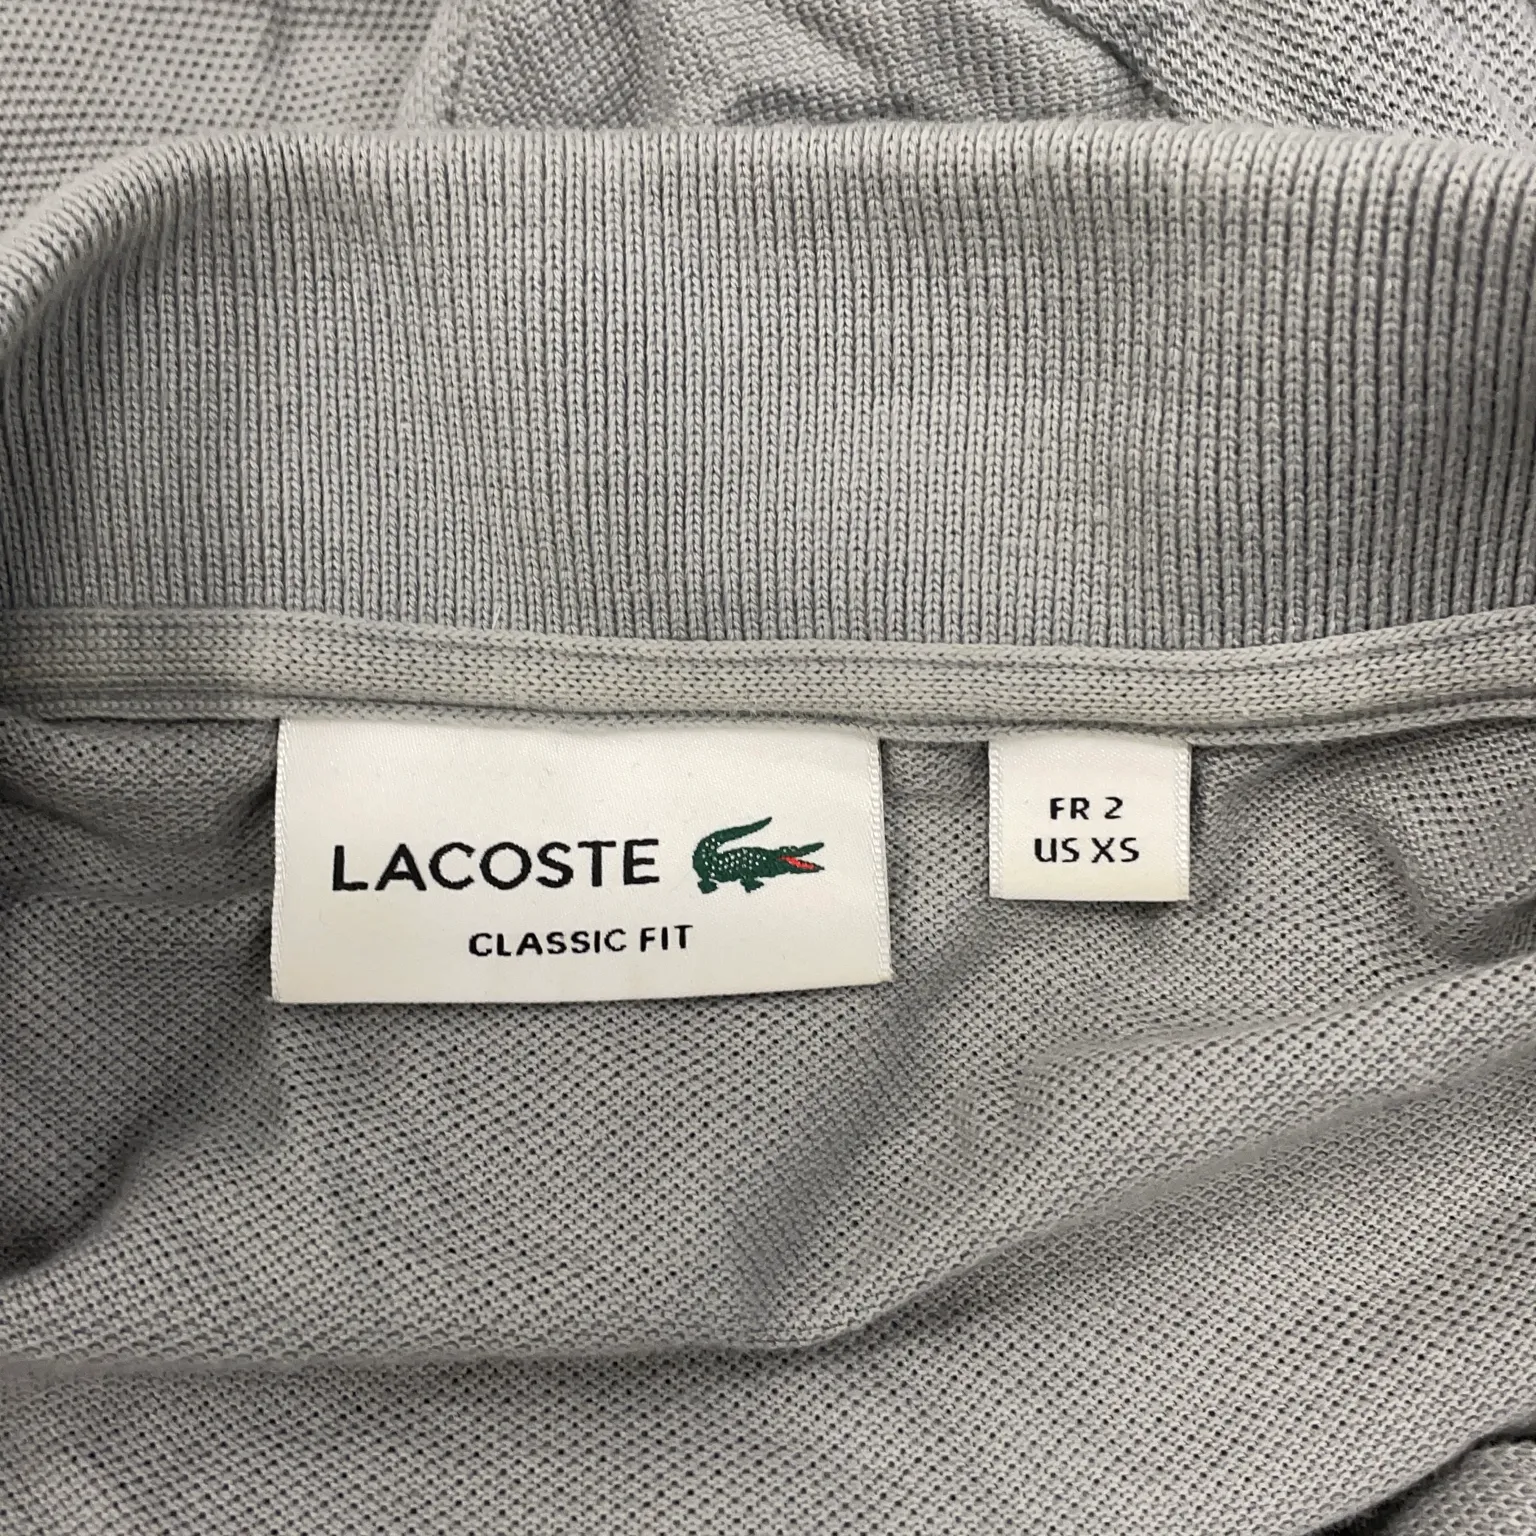 LACOSTE
CLASSIC FIT
FR 2
US XS